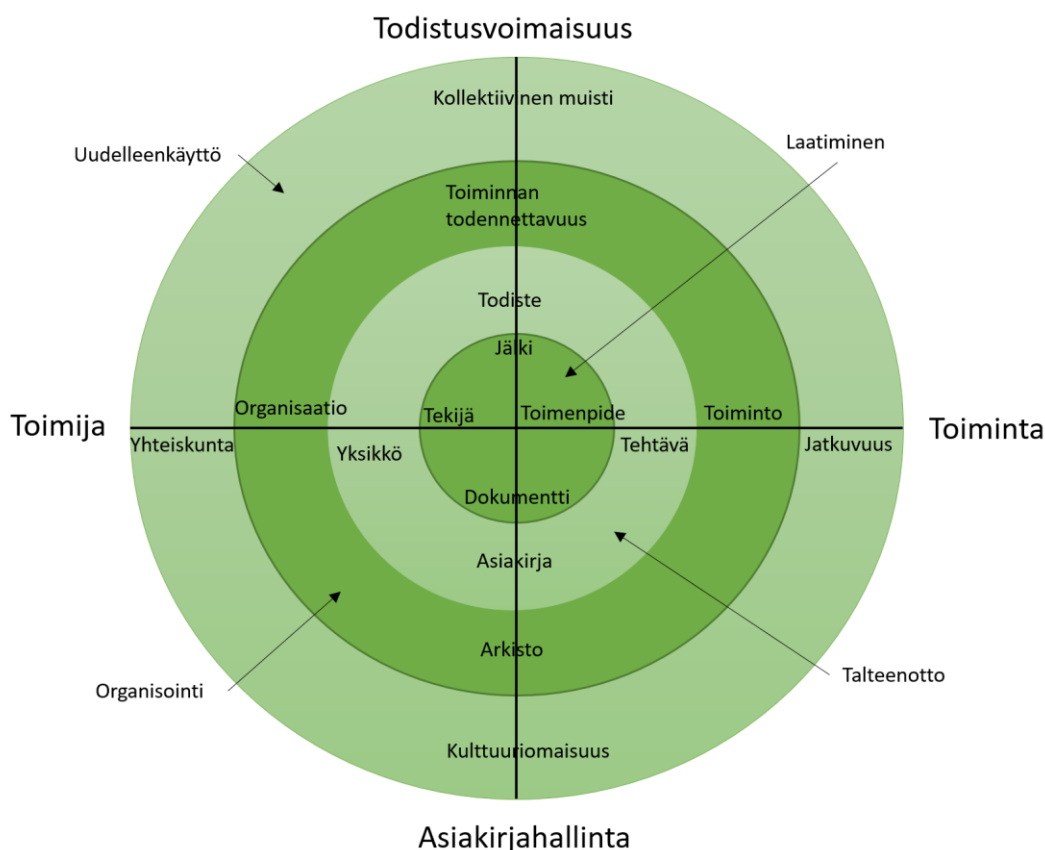 Todistusvoimaisuus
Kollektiivinen muisti
Uudelleenkäyttö
Laatiminen
Toiminnan
todennettavuus
Todiste
Jälki
Toimija
Organisaatio
Tekijä
Toimenpide
Toiminto
Toiminta
Yhteiskunta
Yksikkö
Tehtävä
Jatkuvuus
Dokumentti
Asiakirja
Arkisto
Organisointi
Talteenotto
Kulttuuriomaisuus
Asiakirjahallinta